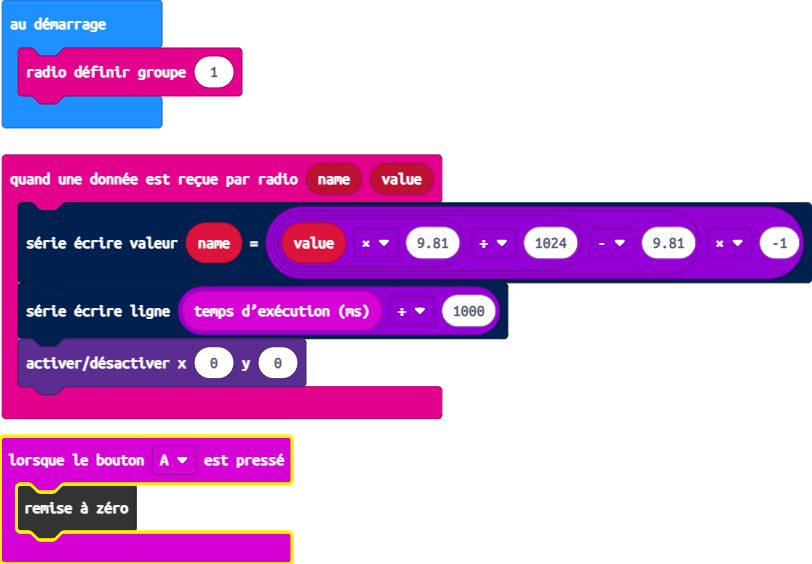 au démarrage
radio définir groupe 1
quand une donnée est reçue par radio name value
série écrire valeur name = value × 9.81 ÷ 1024 - 9.81 × -1
série écrire ligne temps d’exécution (ms) ÷ 1000
activer/désactiver x 0 y 0
lorsque le bouton A est pressé
remise à zéro